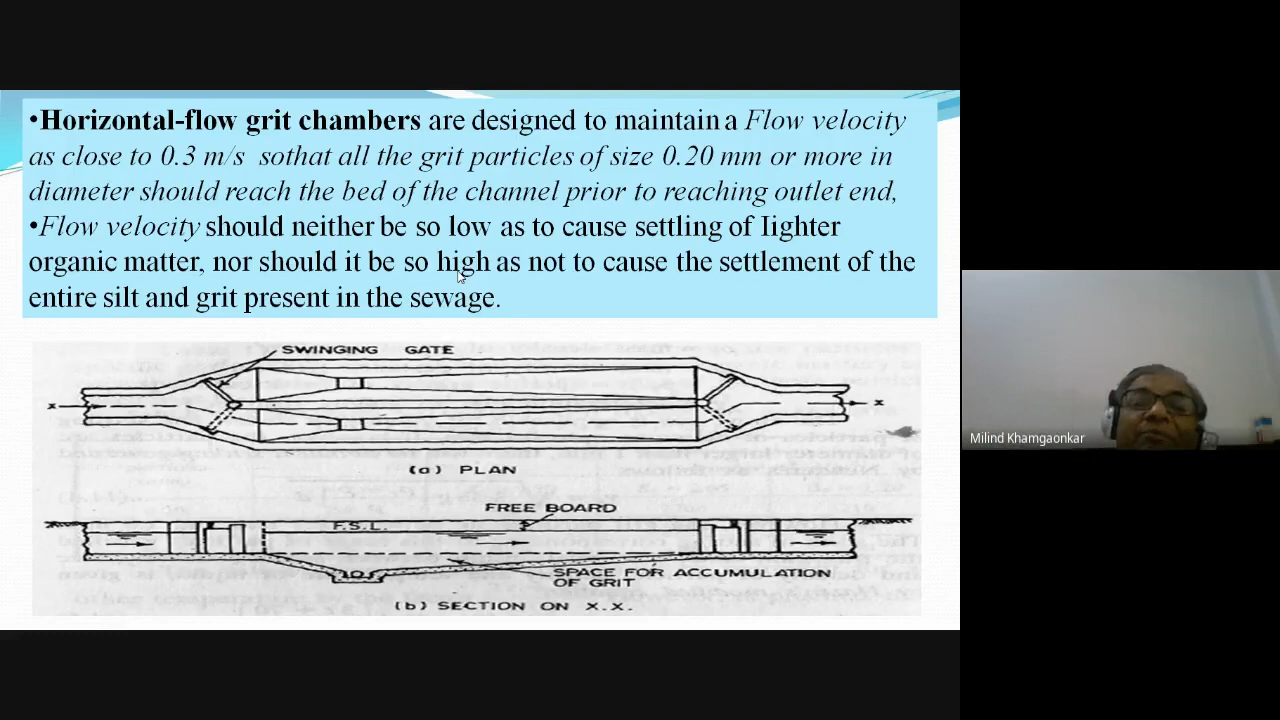 •Horizontal-flow grit chambers are designed to maintain a Flow velocity
as close to 0.3 m/s sothat all the grit particles of size 0.20 mm or more in
diameter should reach the bed of the channel prior to reaching outlet end,
•Flow velocity should neither be so low as to cause settling of lighter
organic matter, nor should it be so high as not to cause the settlement of the
entire silt and grit present in the sewage.
SWINGING GATE
X
X
(a) PLAN
FREE BOARD
F.S.L.
SPACE FOR ACCUMULATION
OF GRIT
(b) SECTION ON X.X.
Milind Khamgaonkar